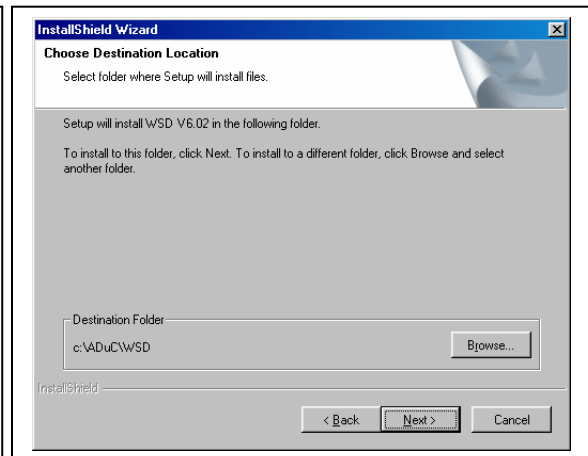 InstallShield Wizard
Choose Destination Location
Select folder where Setup will install files.
Setup will install WSD V6.02 in the following folder.
To install to this folder, click Next. To install to a different folder, click Browse and select
another folder.
Destination Folder
c:\ADuC\WSD
Browse...
InstallShield
< Back
Next >
Cancel